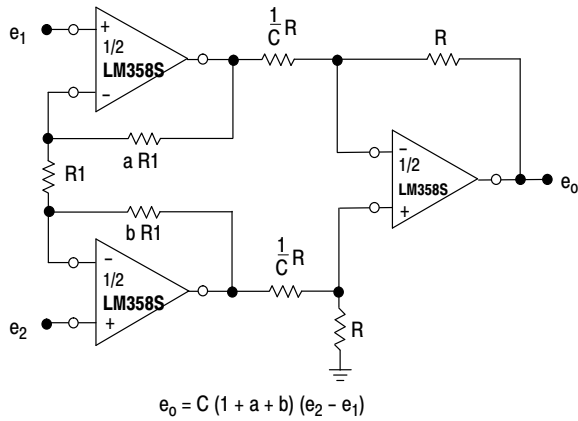 e1
+
1/2
LM358S
−
a R1
R1
b R1
−
1/2
LM358S
+
e2
1
C
R
R
−
1/2
LM358S
+
eo
1
C
R
R
eo = C (1 + a + b) (e2 − e1)